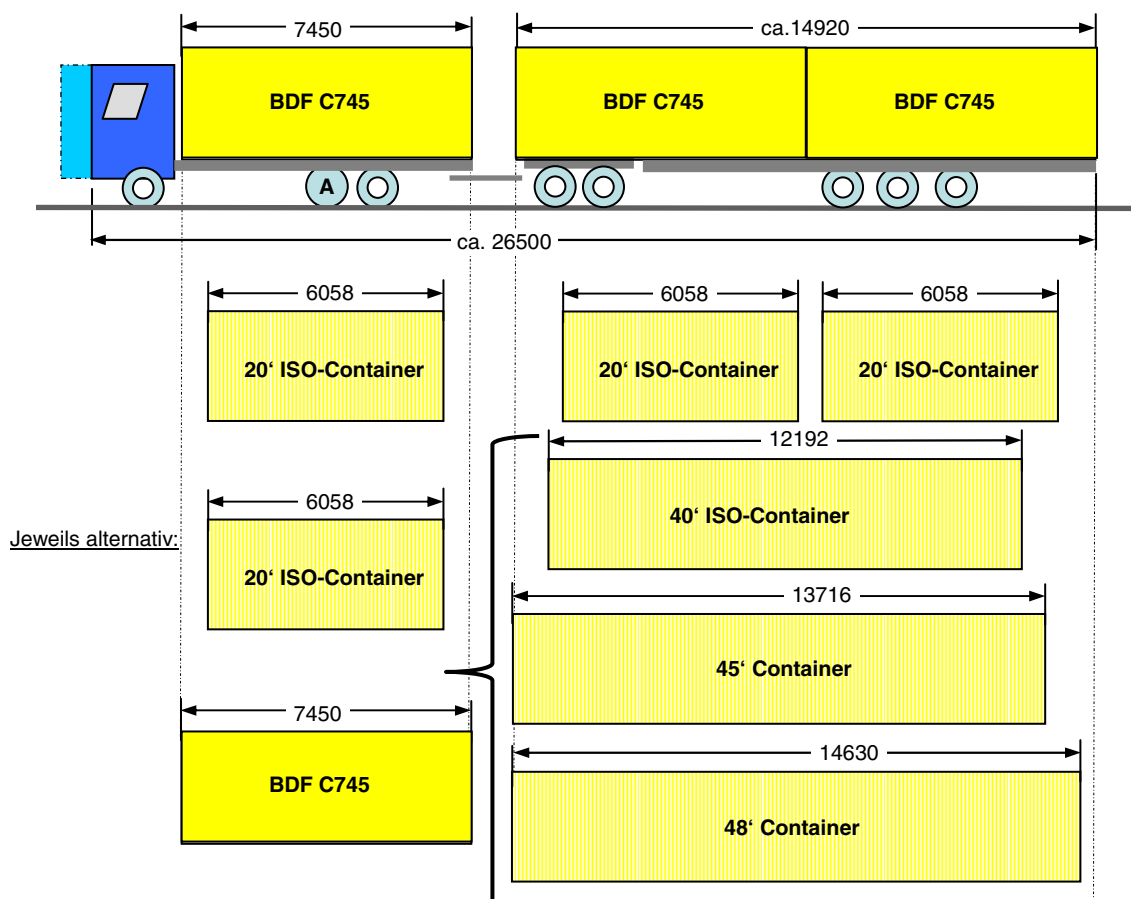 7450
ca.14920
BDF C745
BDF C745
BDF C745
A
ca. 26500
6058
6058
6058
20‘ ISO-Container
20‘ ISO-Container
20‘ ISO-Container
12192
40‘ ISO-Container
6058
Jeweils alternativ:
20‘ ISO-Container
13716
45‘ Container
7450
BDF C745
14630
48‘ Container